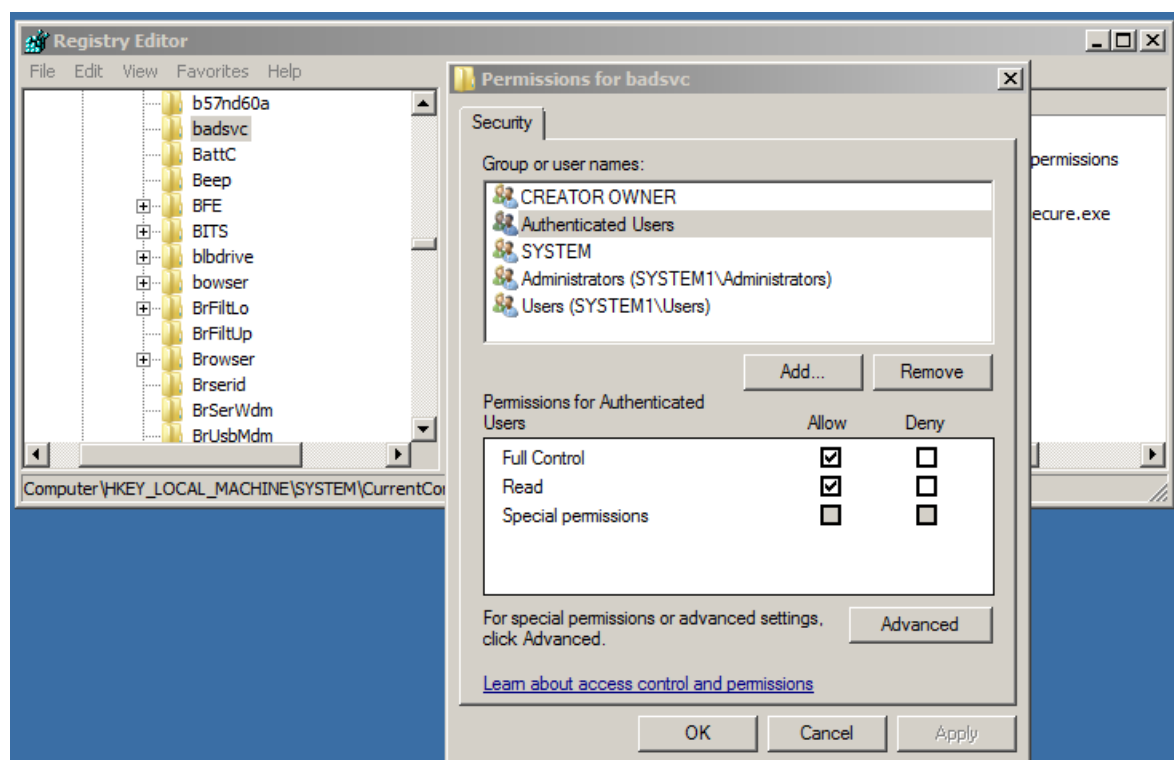 Registry Editor
File Edit View Favorites Help
b57nd60a
badsvc
BattC
Beep
BFE
BITS
blbdrive
bowser
BrFiltLo
BrFiltUp
Browser
Brserid
BrSerWdm
BrUsbMdm
Computer\HKEY_LOCAL_MACHINE\SYSTEM\CurrentCo
Permissions for badsvc
Security
Group or user names:
CREATOR OWNER
Authenticated Users
SYSTEM
Administrators (SYSTEM1\Administrators)
Users (SYSTEM1\Users)
Add... Remove
Permissions for Authenticated
Users Allow Deny
Full Control
Read
Special permissions
For special permissions or advanced settings,
click Advanced.
Advanced
Learn about access control and permissions
OK Cancel Apply
permissions
ecure.exe